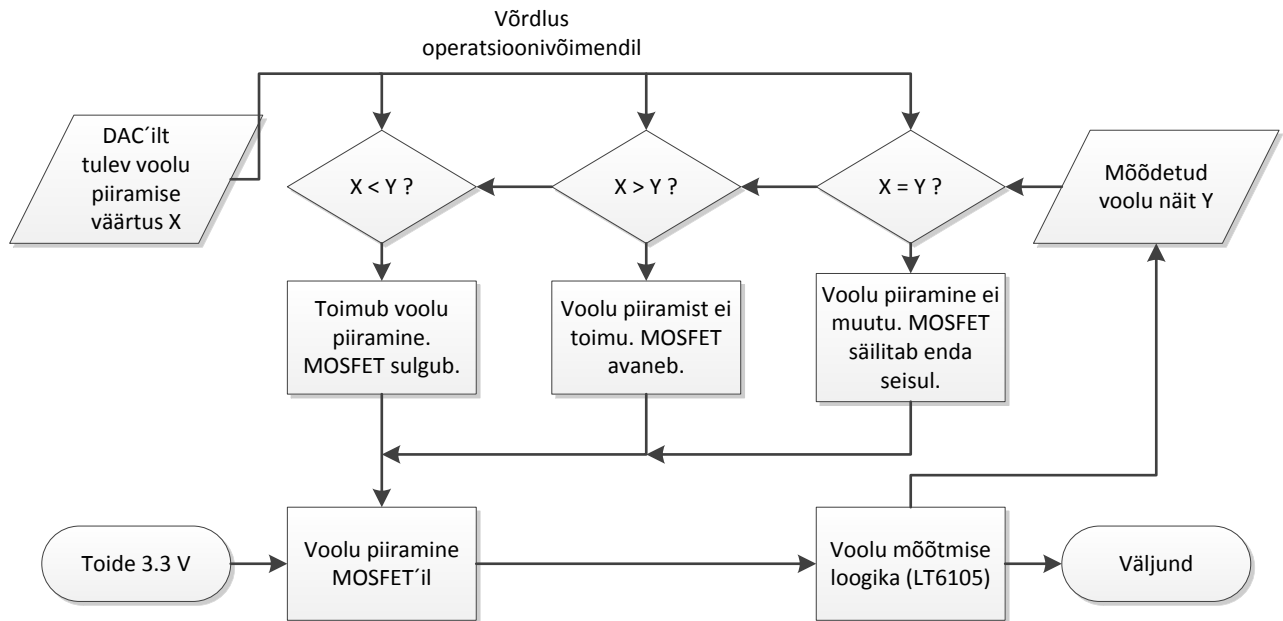 Võrdlus
operatsioonivõimendil
DAC´ilt
tulev voolu
piiramise
väärtus X
X < Y ?
X > Y ?
X = Y ?
Mõõdetud
voolu näit Y
Toimub voolu
piiramine.
MOSFET sulgub.
Voolu piiramist ei
toimu. MOSFET
avaneb.
Voolu piiramine ei
muutu. MOSFET
säilitab enda
seisul.
Toide 3.3 V
Voolu piiramine
MOSFET´il
Voolu mõõtmise
loogika (LT6105)
Väljund